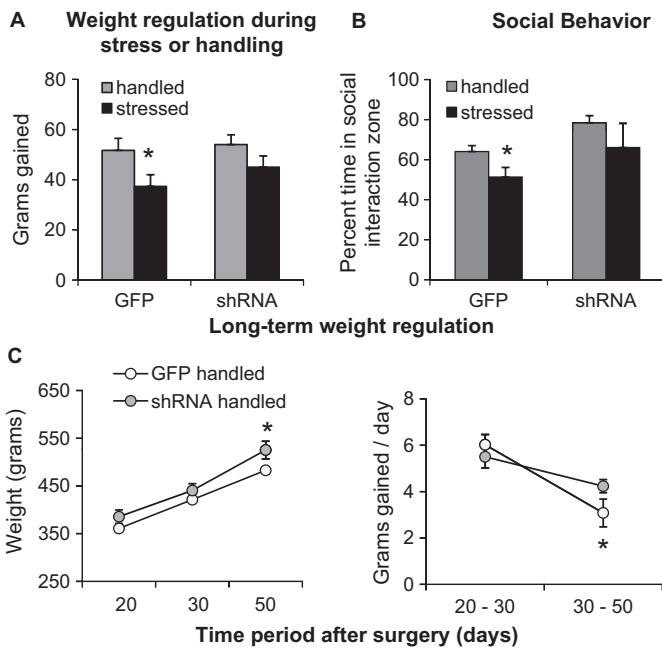 A Weight regulation during
stress or handling
80
60
40
20
0
Grams gained
handled
stressed
*
GFP shRNA
B Social Behavior
100
80
60
40
20
0
Percent time in social
interaction zone
handled
stressed
*
GFP shRNA
Long-term weight regulation
C
GFP handled
shRNA handled
650
550
450
350
250
Weight (grams)
*
20 30 50
8
6
4
2
0
Grams gained / day
*
20 - 30 30 - 50
Time period after surgery (days)